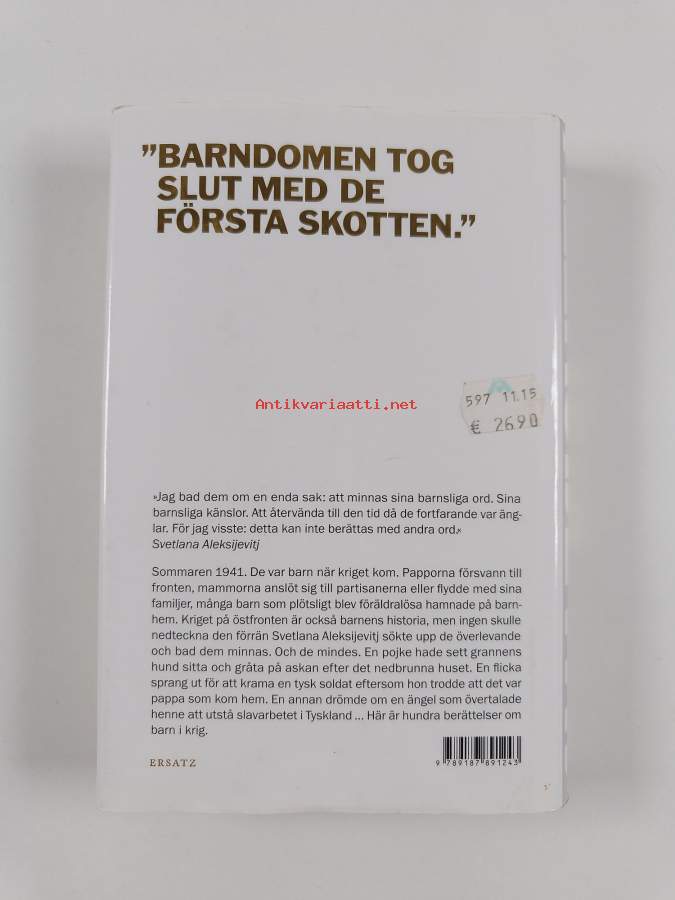 ”BARNDOMEN TOG
SLUT MED DE
FÖRSTA SKOTTEN.”
597 11.15
€ 26.90
Antikvariaatti.net
»Jag bad dem om en enda sak: att minnas sina barnsliga ord. Sina
barnsliga känslor. Att återvända till den tid då de fortfarande var äng-
lar. För jag visste: detta kan inte berättas med andra ord.«
Svetlana Aleksijevitj
Sommaren 1941. De var barn när kriget kom. Papporna försvann till
fronten, mammorna anslöt sig till partisanerna eller flydde med sina
familjer, många barn som plötsligt blev föräldralösa hamnade på barn-
hem. Kriget på östfronten är också barnens historia, men ingen skulle
nedteckna den förrän Svetlana Aleksijevitj sökte upp de överlevande
och bad dem minnas. Och de mindes. En pojke hade sett grannens
hund sitta och gråta på askan efter det nedbrunna huset. En flicka
sprang ut för att krama en tysk soldat eftersom hon trodde att det var
pappa som kom hem. En annan drömde om en ängel som övertalade
henne att utstå slavarbetet i Tyskland ... Här är hundra berättelser om
barn i krig.
ERSATZ
9 789187 891243